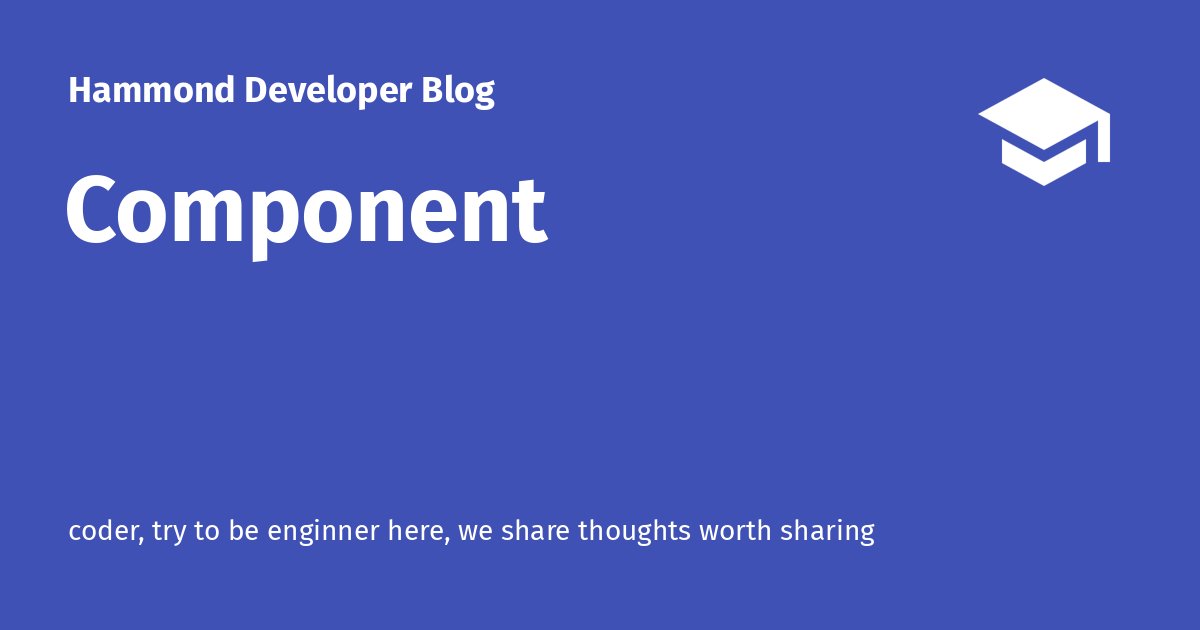 Hammond Developer Blog
Component
coder, try to be enginner here, we share thoughts worth sharing